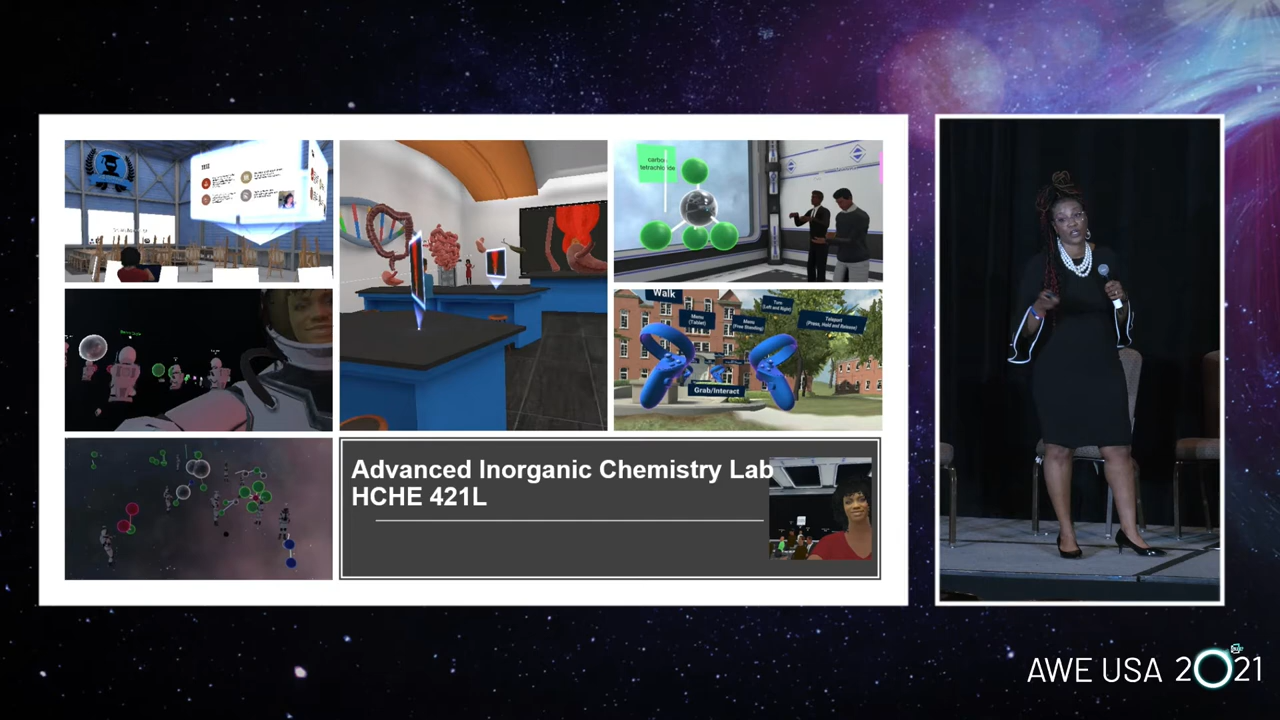 carbon
tetrachloride
Walk
Menu
(Tablet)
Menu
(Free Standing)
Turn
(Left and Right)
Teleport
(Press, Hold and Release)
Grab/Interact
Advanced Inorganic Chemistry Lab
HCHE 421L
AWE USA 2021